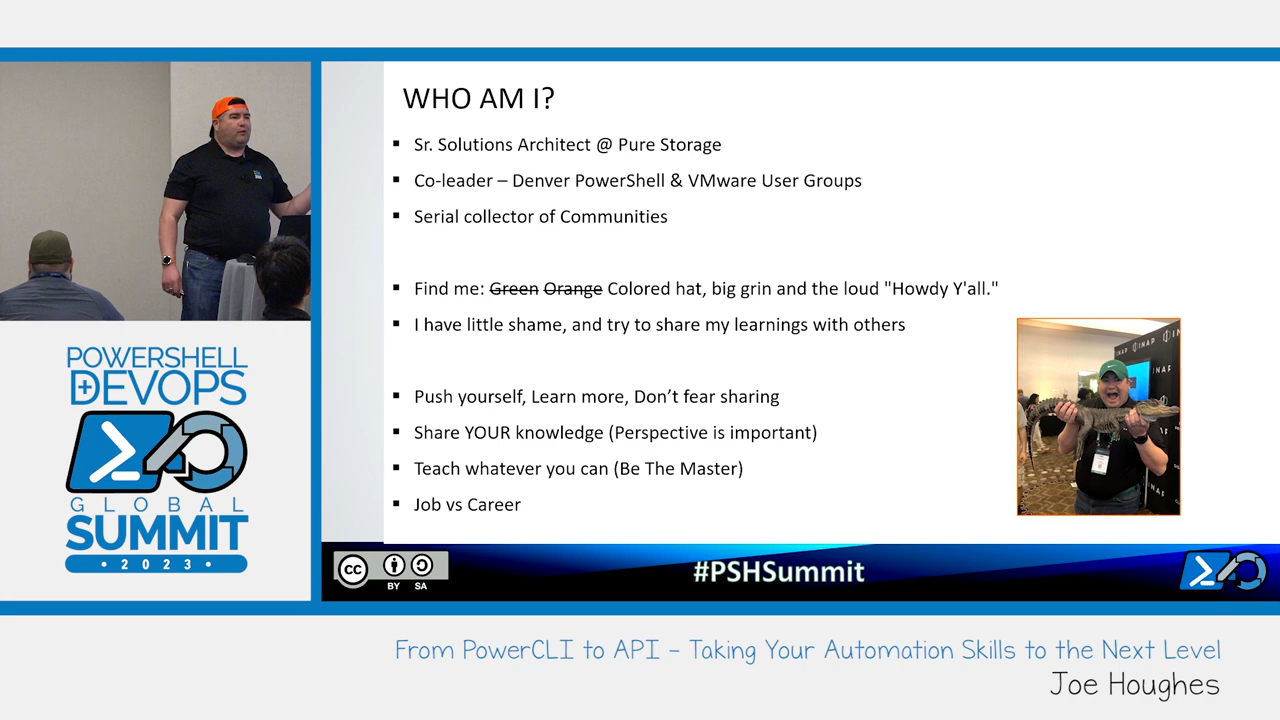 WHO AM I?
Sr. Solutions Architect @ Pure Storage
Co-leader – Denver PowerShell & VMware User Groups
Serial collector of Communities
Find me: Green Orange Colored hat, big grin and the loud "Howdy Y'all."
I have little shame, and try to share my learnings with others
Push yourself, Learn more, Don’t fear sharing
Share YOUR knowledge (Perspective is important)
Teach whatever you can (Be The Master)
Job vs Career
INAP
INAP
POWERSHELL
+DEVOPS
GLOBAL
SUMMIT
• 2023 •
cc
BY SA
#PSHSummit
From PowerCLI to API – Taking Your Automation Skills to the Next Level
Joe Houghes